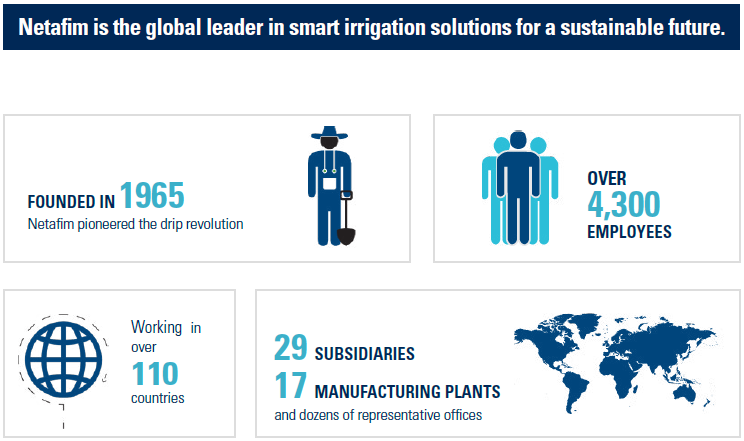 Netafim is the global leader in smart irrigation solutions for a sustainable future.
FOUNDED IN 1965
Netafim pioneered the drip revolution
OVER
4,300
EMPLOYEES
Working in
over
110
countries
29 SUBSIDIARIES
17 MANUFACTURING PLANTS
and dozens of representative offices